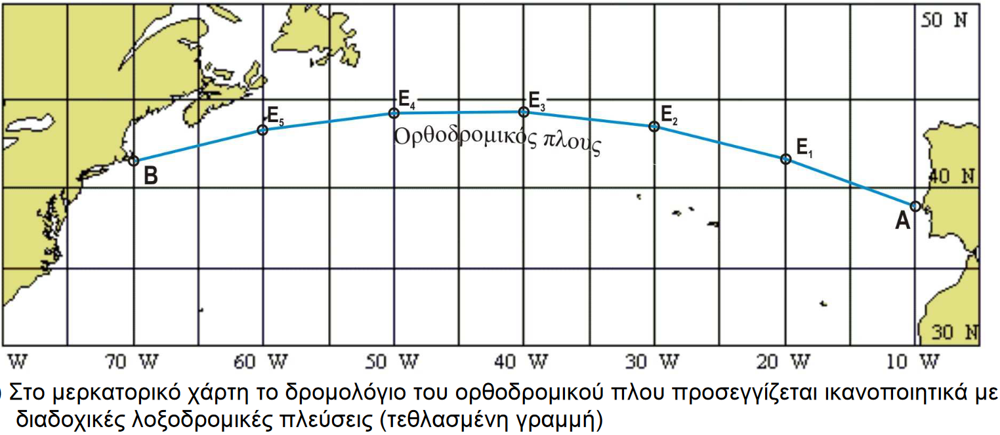 50 N
E4
E3
E5
E2
Ορθοδρομικός πλους
E1
B
40 N
A
30 N
W 70 W 60 W 50 W 40 W 30 W 20 W 10 W
) Στο μερκατορικό χάρτη το δρομολόγιο του ορθοδρομικού πλου προσεγγίζεται ικανοποιητικά με
διαδοχικές λοξοδρομικές πλεύσεις (τεθλασμένη γραμμή)